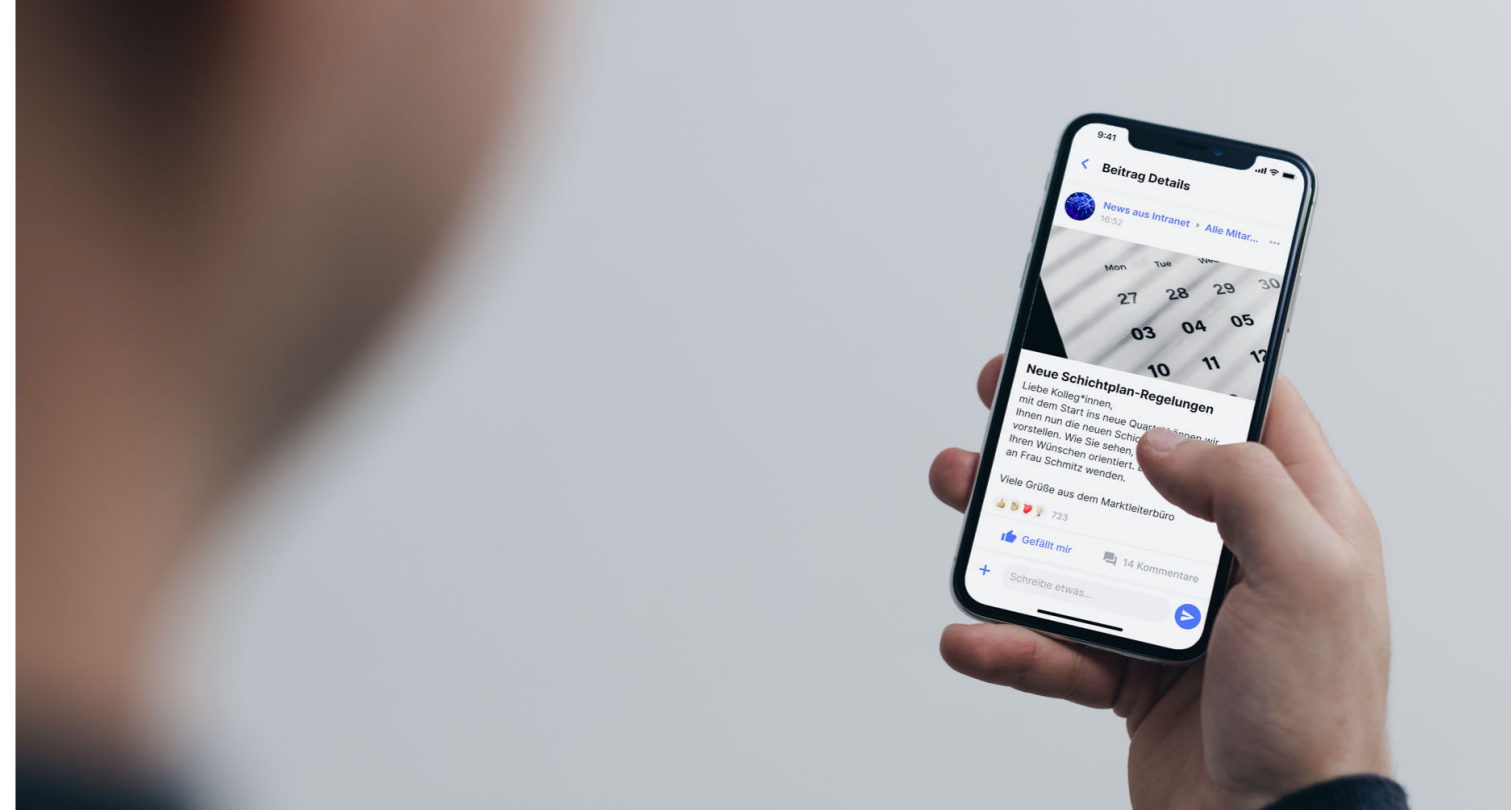 9:41
Beitrag Details
News aus Intranet ‣ Alle Mitar... ...
16:52
Mon Tue
27 28 29 30
03 04 05
10 11 12
Neue Schichtplan-Regelungen
Liebe Kolleg*innen,
mit dem Start ins neue können wir
Ihnen nun die neuen
vorstellen. Wie Sie sehen,
Ihren Wünschen orientiert.
an Frau Schmitz wenden.
Viele Grüße aus dem Marktleiterbüro
723
Gefällt mir 14 Kommentare
+ Schreibe etwas...